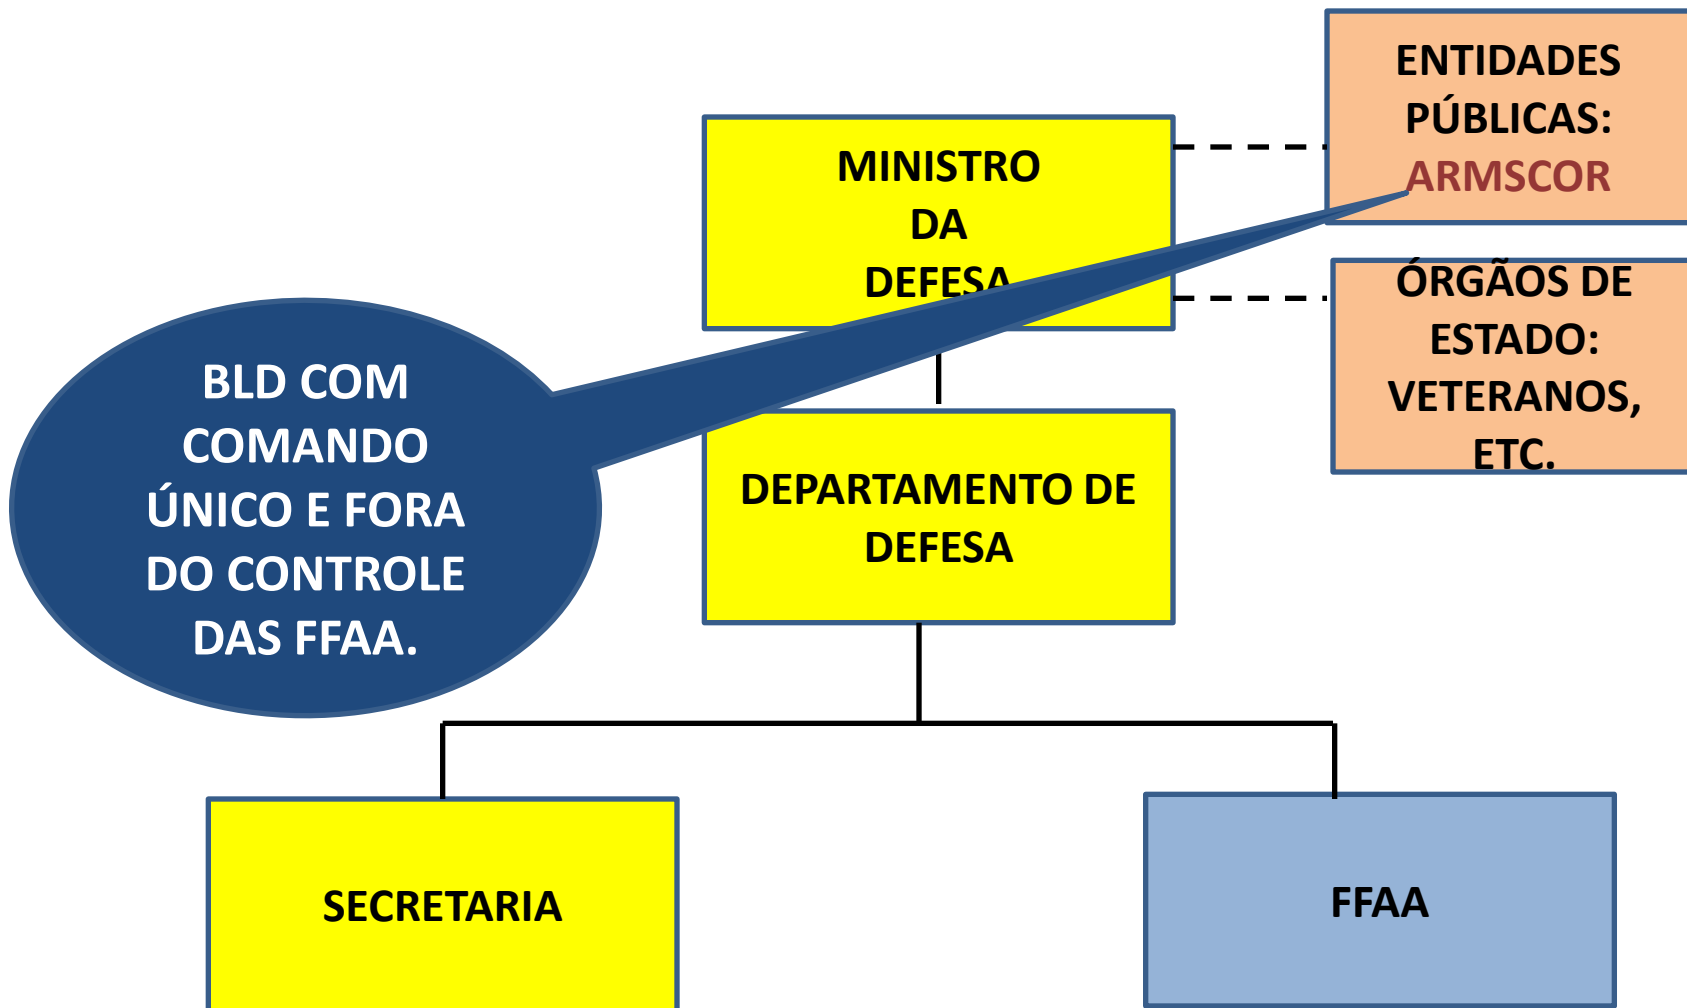 ENTIDADES
PÚBLICAS:
ARMSCOR
MINISTRO
DA
DEFESA
ÓRGÃOS DE
ESTADO:
VETERANOS,
ETC.
BLD COM
COMANDO
ÚNICO E FORA
DO CONTROLE
DAS FFAA.
DEPARTAMENTO DE
DEFESA
SECRETARIA
FFAA